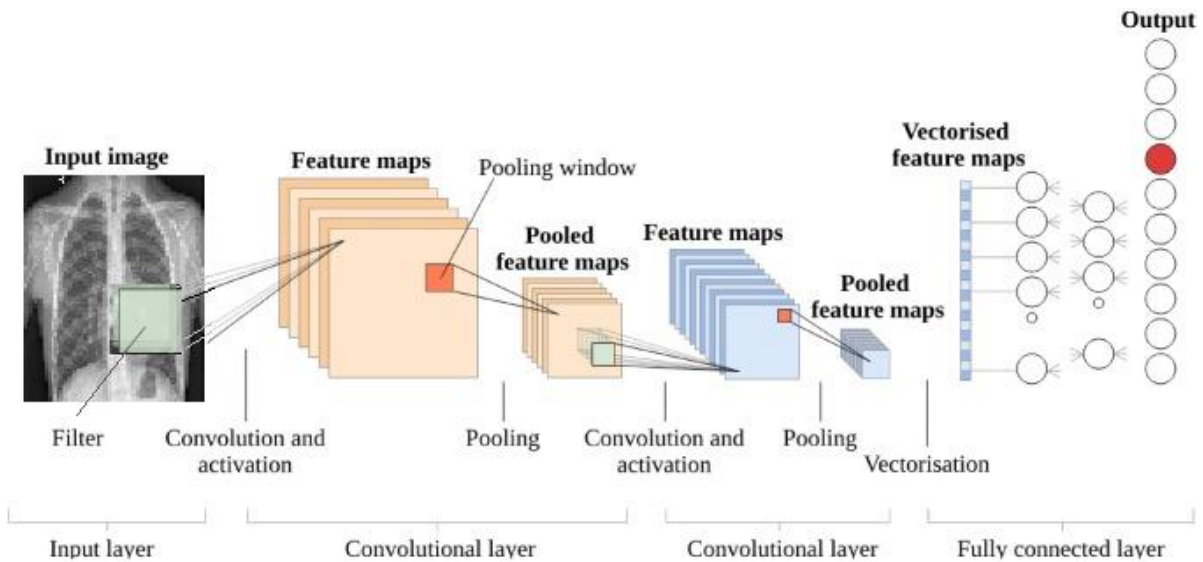 Output
Vectorised
feature maps
Input image
Feature maps
Pooling window
Pooled
feature maps
Feature maps
Pooled
feature maps
Filter
Convolution and
activation
Pooling
Convolution and
activation
Pooling
Vectorisation
Input layer
Convolutional layer
Convolutional layer
Fully connected layer